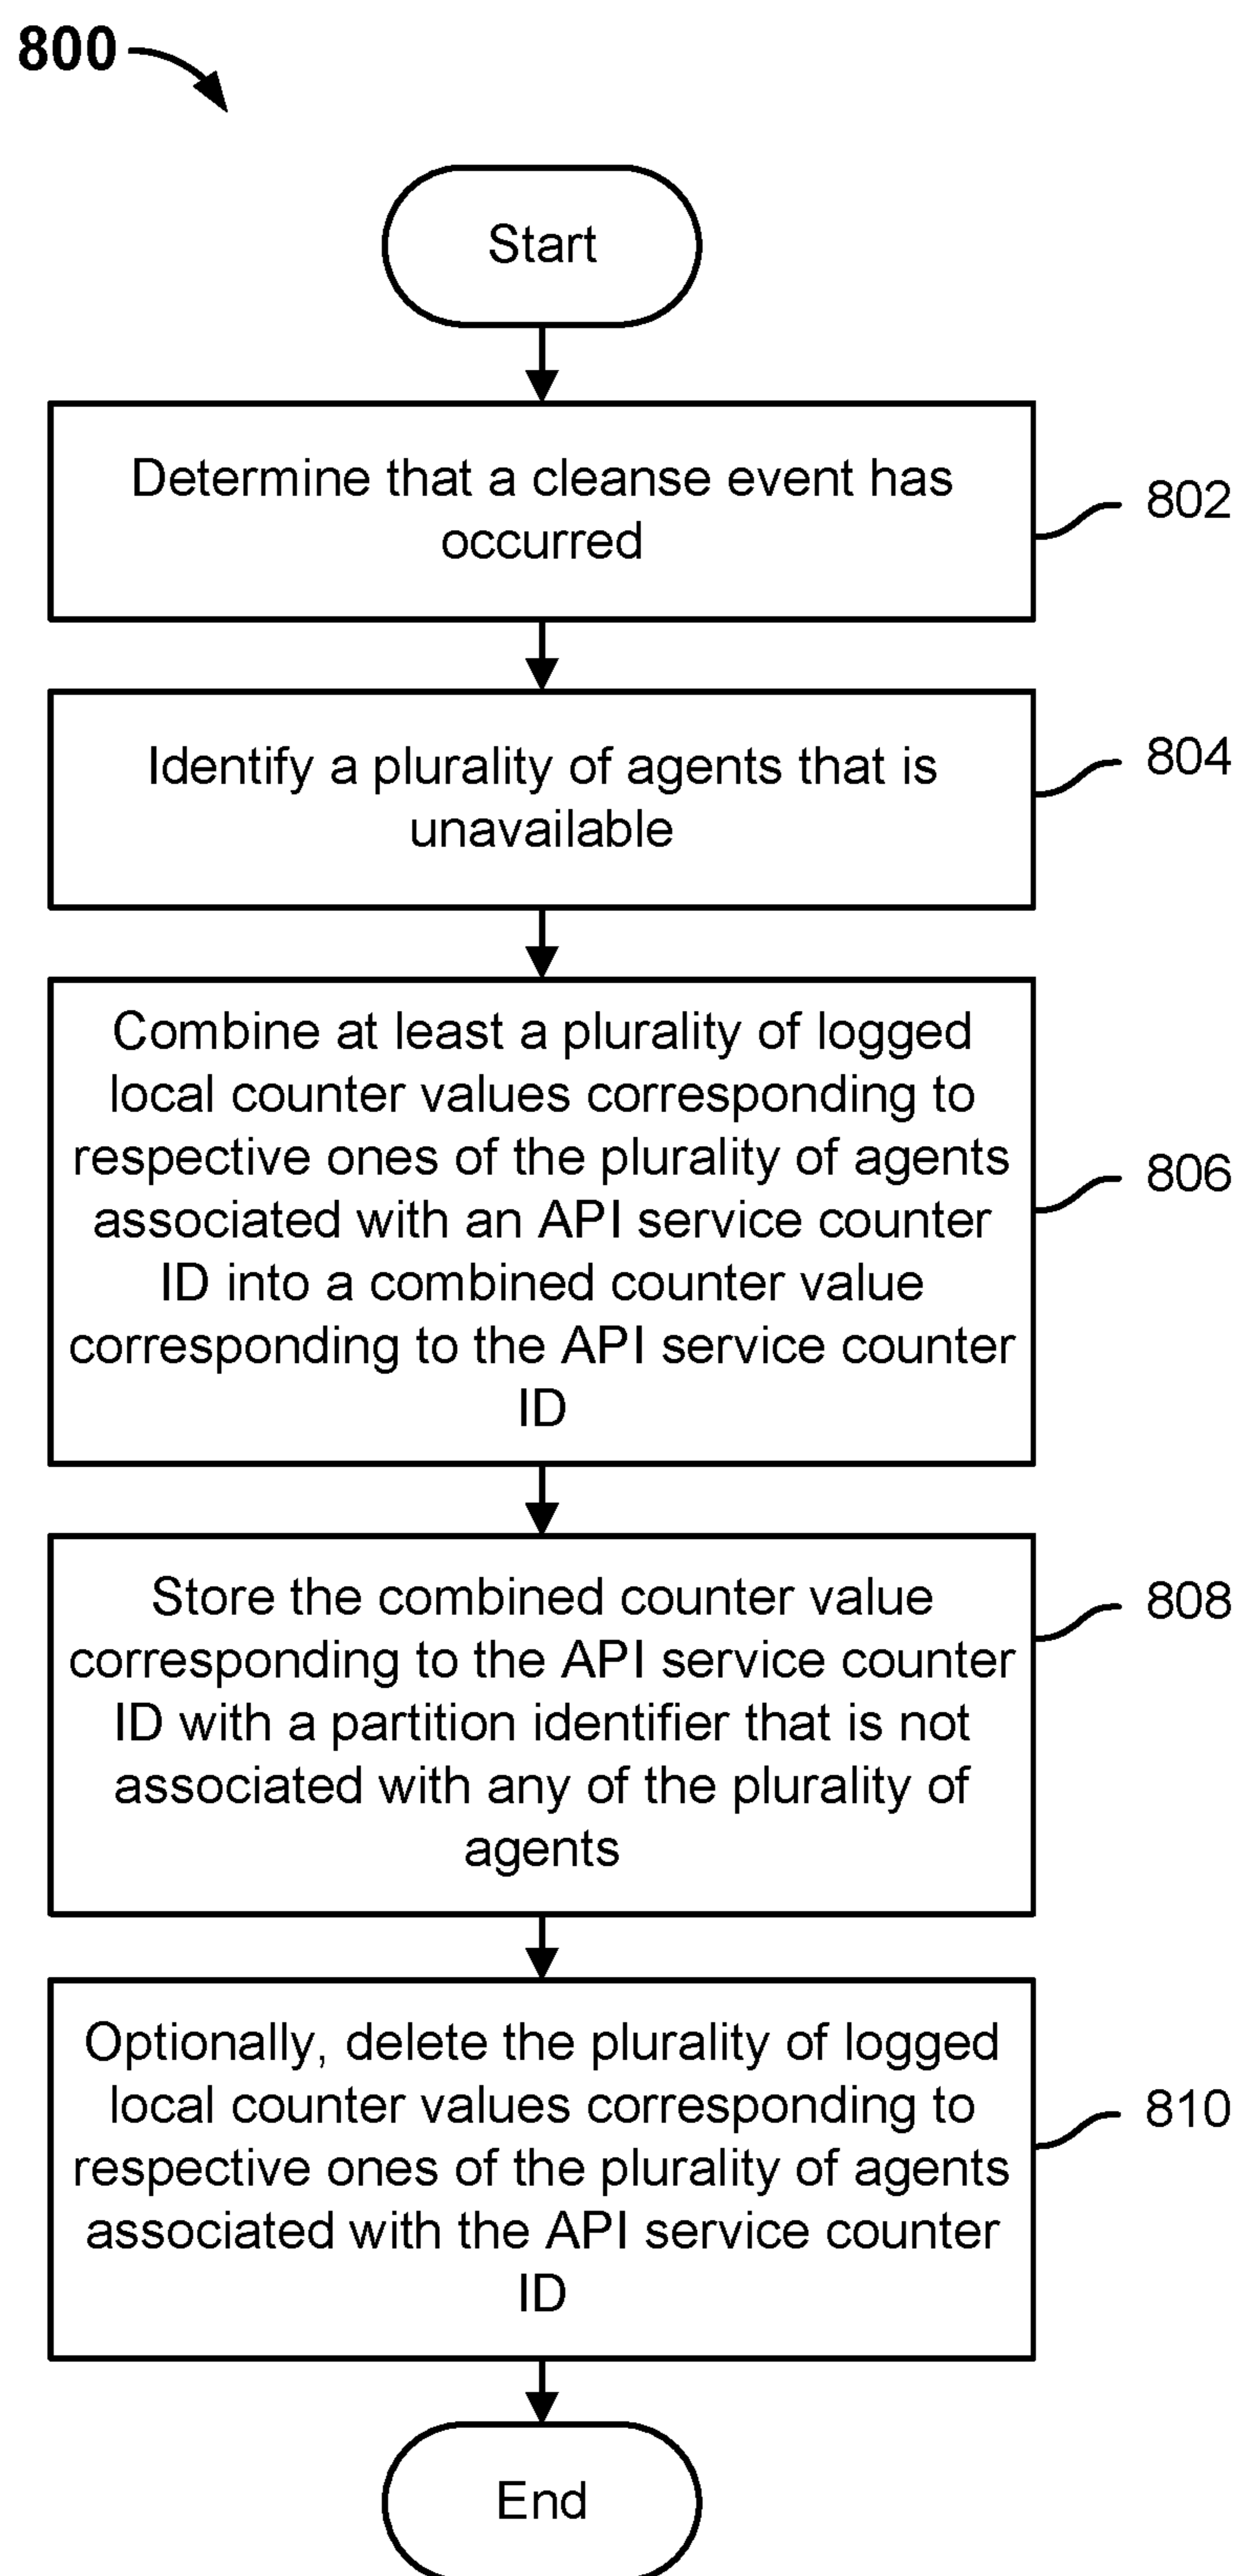 800
Start
Determine that a cleanse event has
occurred
802
Identify a plurality of agents that is
unavailable
804
Combine at least a plurality of logged
local counter values corresponding to
respective ones of the plurality of agents
associated with an API service counter
ID into a combined counter value
corresponding to the API service counter
ID
806
Store the combined counter value
corresponding to the API service counter
ID with a partition identifier that is not
associated with any of the plurality of
agents
808
Optionally, delete the plurality of logged
local counter values corresponding to
respective ones of the plurality of agents
associated with the API service counter
ID
810
End